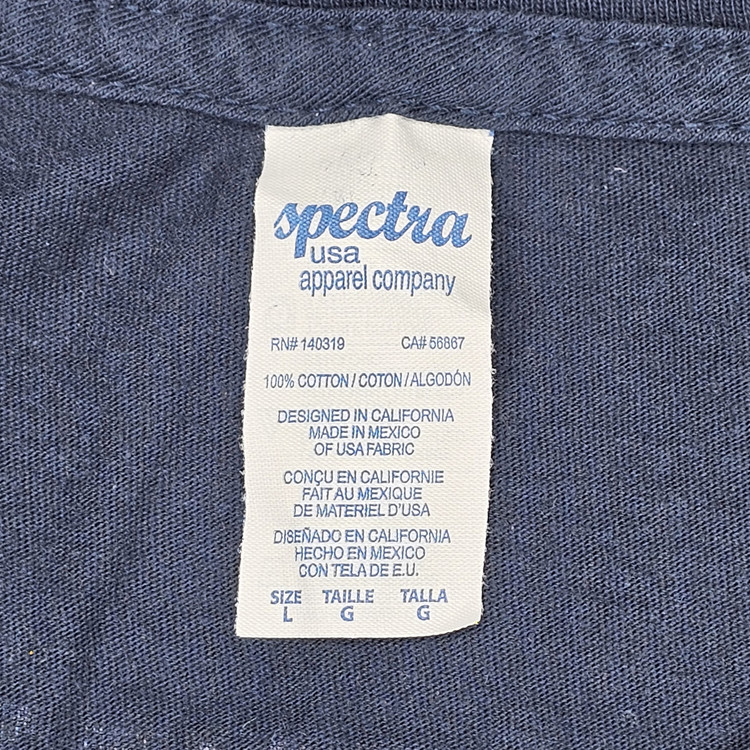 spectra
usa
apparel company
RN# 140319 CA# 56867
100% COTTON / COTON / ALGODÓN
DESIGNED IN CALIFORNIA
MADE IN MEXICO
OF USA FABRIC
CONÇU EN CALIFORNIE
FAIT AU MEXIQUE
DE MATERIEL D'USA
DISEÑADO EN CALIFORNIA
HECHO EN MEXICO
CON TELA DE E.U.
SIZE TAILLE TALLA
L G G